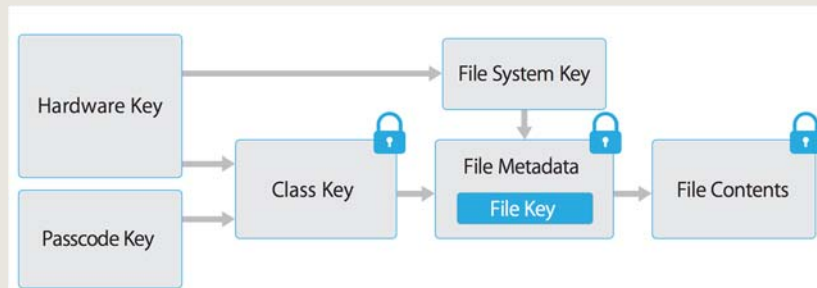 Hardware Key
File System Key
Class Key
File Metadata
File Key
File Contents
Passcode Key